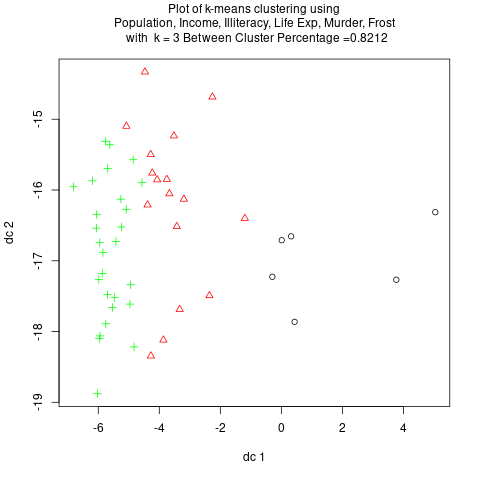 Plot of k-means clustering using
Population, Income, Illiteracy, Life Exp, Murder, Frost
with k = 3 Between Cluster Percentage =0.8212
dc 2
-15
-16
-17
-18
-19
-6
-4
-2
0
2
4
dc 1